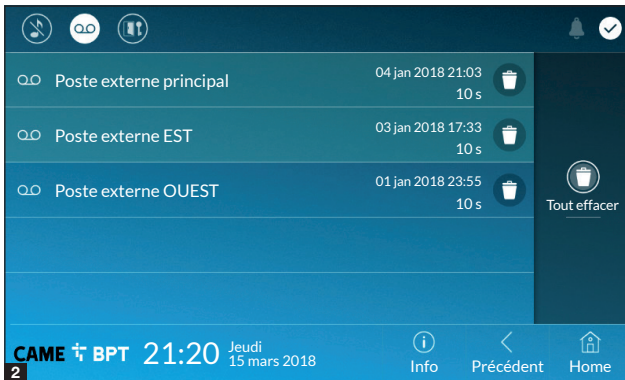 Poste externe principal
04 jan 2018 21:03
10 s
Poste externe EST
03 jan 2018 17:33
10 s
Poste externe OUEST
01 jan 2018 23:55
10 s
Tout effacer
CAME BPT
21:20
Jeudi
15 mars 2018
Info
Précédent
Home
2